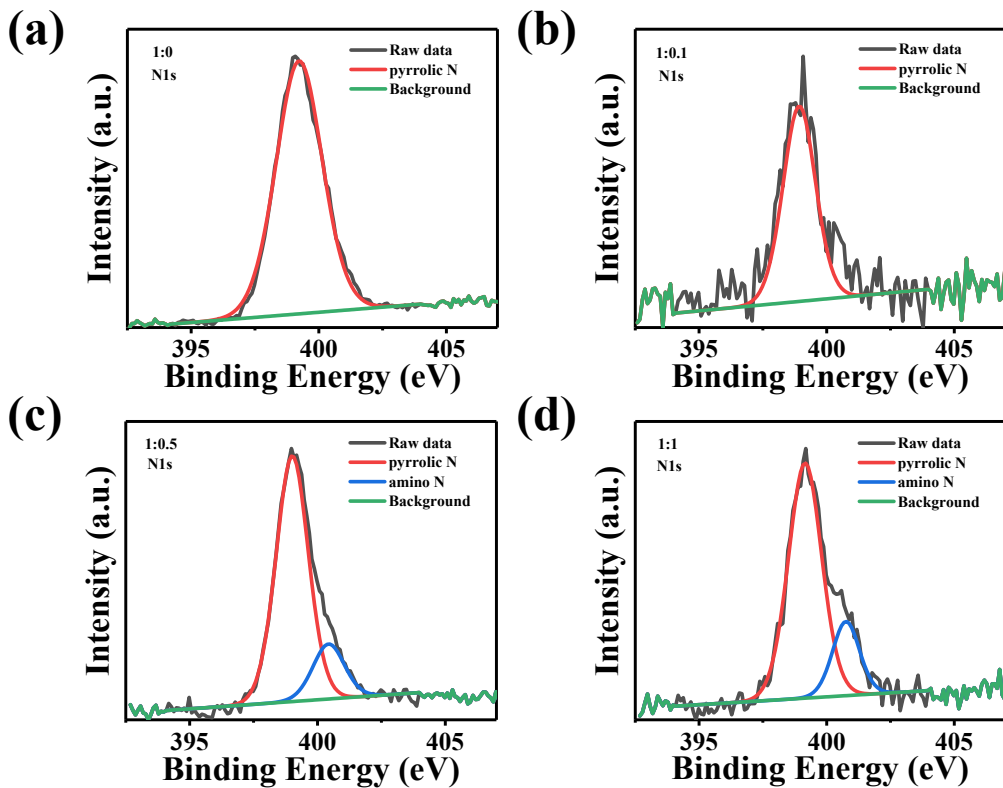 (a)
1:0
N1s
Raw data
pyrrolic N
Background
Intensity (a.u.)
395 400 405
Binding Energy (eV)
(b)
1:0.1
N1s
Raw data
pyrrolic N
Background
Intensity (a.u.)
395 400 405
Binding Energy (eV)
(c)
1:0.5
N1s
Raw data
pyrrolic N
amino N
Background
Intensity (a.u.)
395 400 405
Binding Energy (eV)
(d)
1:1
N1s
Raw data
pyrrolic N
amino N
Background
Intensity (a.u.)
395 400 405
Binding Energy (eV)